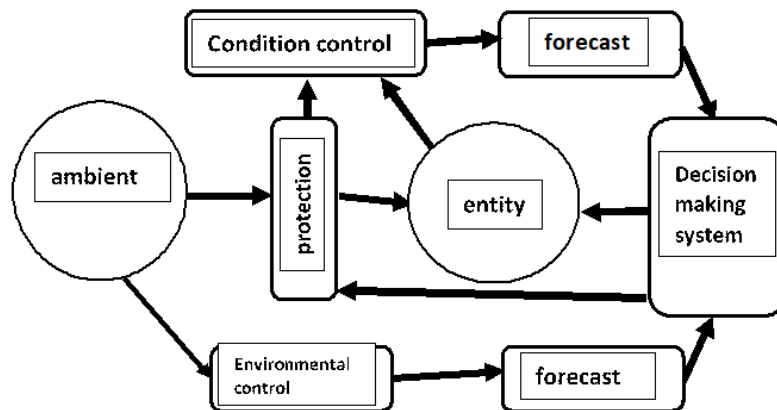 Condition control
forecast
ambient
protection
entity
Decision
making
system
Environmental
control
forecast